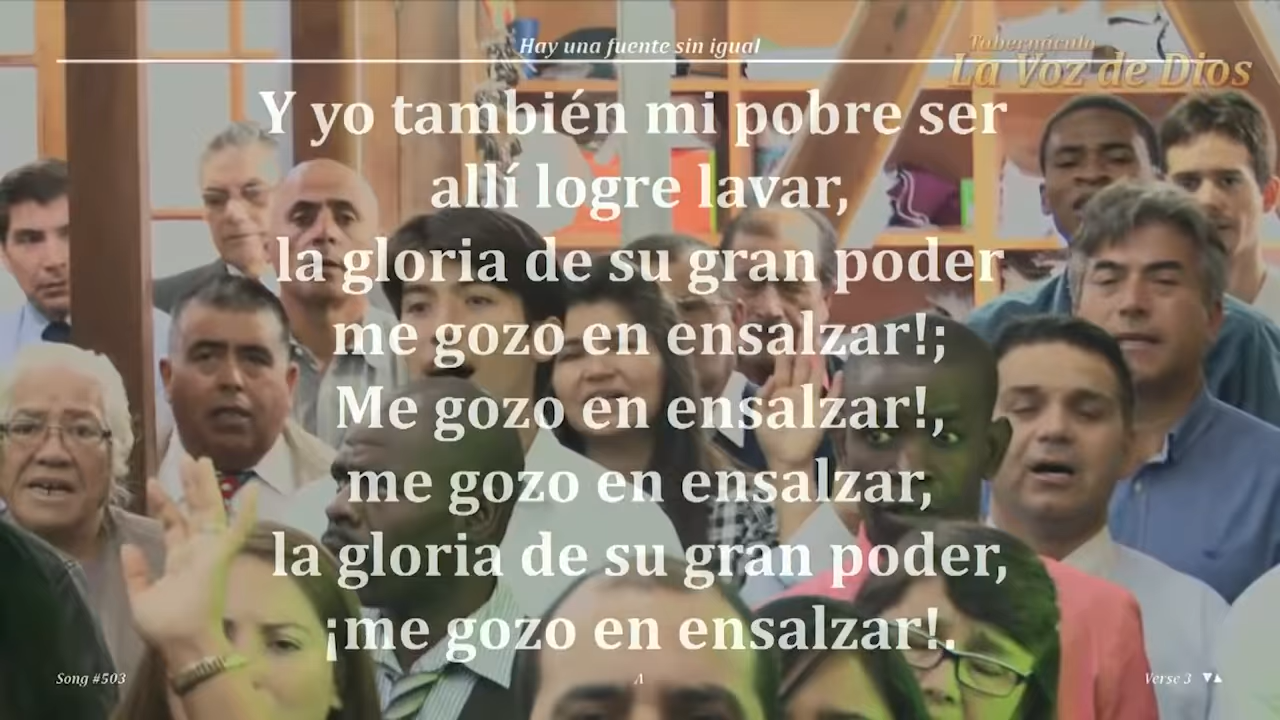 Hay una fuente sin igual
Tabernáculo
La Voz de Dios
Y yo también mi pobre ser
allí logre lavar,
la gloria de su gran poder
me gozo en ensalzar!;
Me gozo en ensalzar!,
me gozo en ensalzar,
la gloria de su gran poder,
¡me gozo en ensalzar!.
Song #503
Verse 3 ▼▲